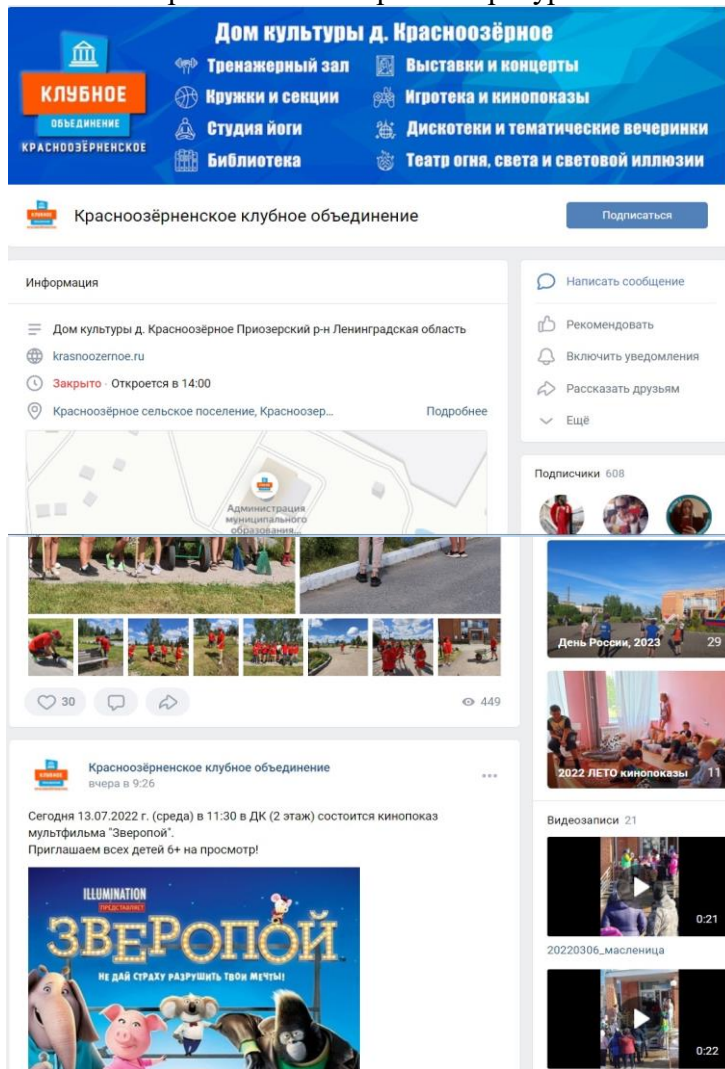 Дом культуры д. Красноозёрное
КЛУБНОЕ
ОБЪЕДИНЕНИЕ
КРАСНООЗЁРНЕНСКОЕ
Тренажерный зал
Кружки и секции
Студия йоги
Библиотека
Выставки и концерты
Игротека и кинопоказы
Дискотеки и тематические вечеринки
Театр огня, света и световой иллюзии
Красноозёрненское клубное объединение
Подписаться
Информация
Дом культуры д. Красноозёрное Приозерский р-н Ленинградская область
krasnoozernoe.ru
Закрыто · Откроется в 14:00
Красноозёрное сельское поселение, Красноозер... Подробнее
Администрация
муниципального
образования...
Написать сообщение
Рекомендовать
Включить уведомления
Рассказать друзьям
Ещё
Подписчики 608
30
449
Красноозёрненское клубное объединение
вчера в 9:26
Сегодня 13.07.2022 г. (среда) в 11:30 в ДК (2 этаж) состоится кинопоказ
мультфильма "Зверопой".
Приглашаем всех детей 6+ на просмотр!
ILLUMINATION
ПРЕДСТАВЛЯЕТ
ЗВЕРОПОЙ
НЕ ДАЙ СТРАХУ РАЗРУШИТЬ ТВОИ МЕЧТЫ!
День России, 2023 29
2022 ЛЕТО кинопоказы 11
Видеозаписи 21
0:21
20220306_масленица
0:22